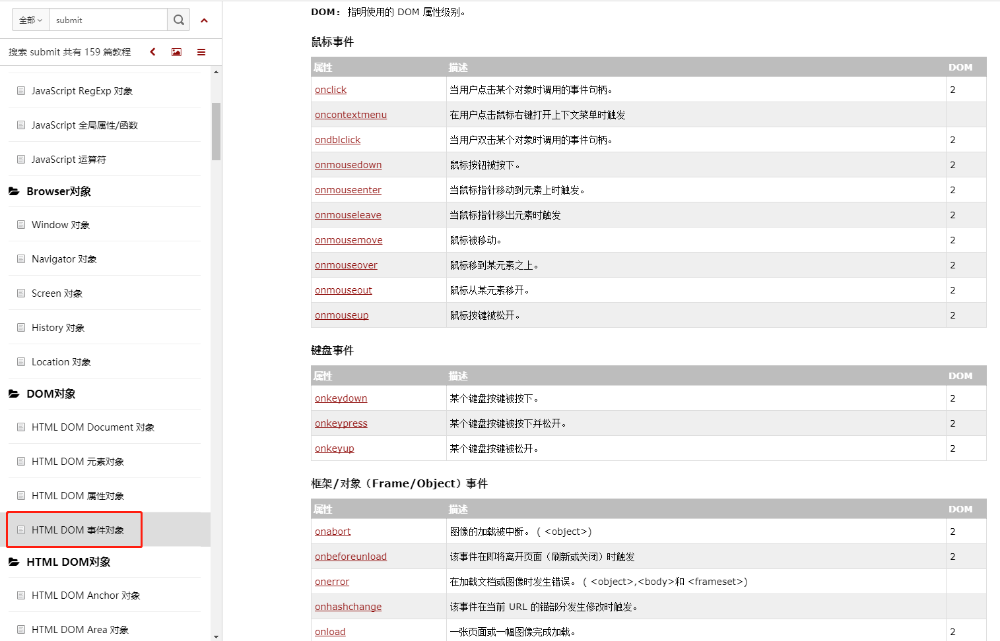 全部
submit
搜索 submit 共有 159 篇教程
JavaScript RegExp 对象
JavaScript 全局属性/函数
JavaScript 运算符
Browser对象
Window 对象
Navigator 对象
Screen 对象
History 对象
Location 对象
DOM对象
HTML DOM Document 对象
HTML DOM 元素对象
HTML DOM 属性对象
HTML DOM 事件对象
HTML DOM对象
HTML DOM Anchor 对象
HTML DOM Area 对象
DOM： 指明使用的 DOM 属性级别。
鼠标事件
属性 描述 DOM
onclick 当用户点击某个对象时调用的事件句柄。 2
oncontextmenu 在用户点击鼠标右键打开上下文菜单时触发
ondblclick 当用户双击某个对象时调用的事件句柄。 2
onmousedown 鼠标按钮被按下。 2
onmouseenter 当鼠标指针移动到元素上时触发。 2
onmouseleave 当鼠标指针移出元素时触发 2
onmousemove 鼠标被移动。 2
onmouseover 鼠标移到某元素之上。 2
onmouseout 鼠标从某元素移开。 2
onmouseup 鼠标按键被松开。 2
键盘事件
属性 描述 DOM
onkeydown 某个键盘按键被按下。 2
onkeypress 某个键盘按键被按下并松开。 2
onkeyup 某个键盘按键被松开。 2
框架/对象（Frame/Object）事件
属性 描述 DOM
onabort 图像的加载被中断。 ( <object>) 2
onbeforeunload 该事件在即将离开页面（刷新或关闭）时触发 2
onerror 在加载文档或图像时发生错误。 ( <object>,<body>和 <frameset>)
onhashchange 该事件在当前 URL 的锚部分发生修改时触发。
onload 一张页面或一幅图像完成加载。 2